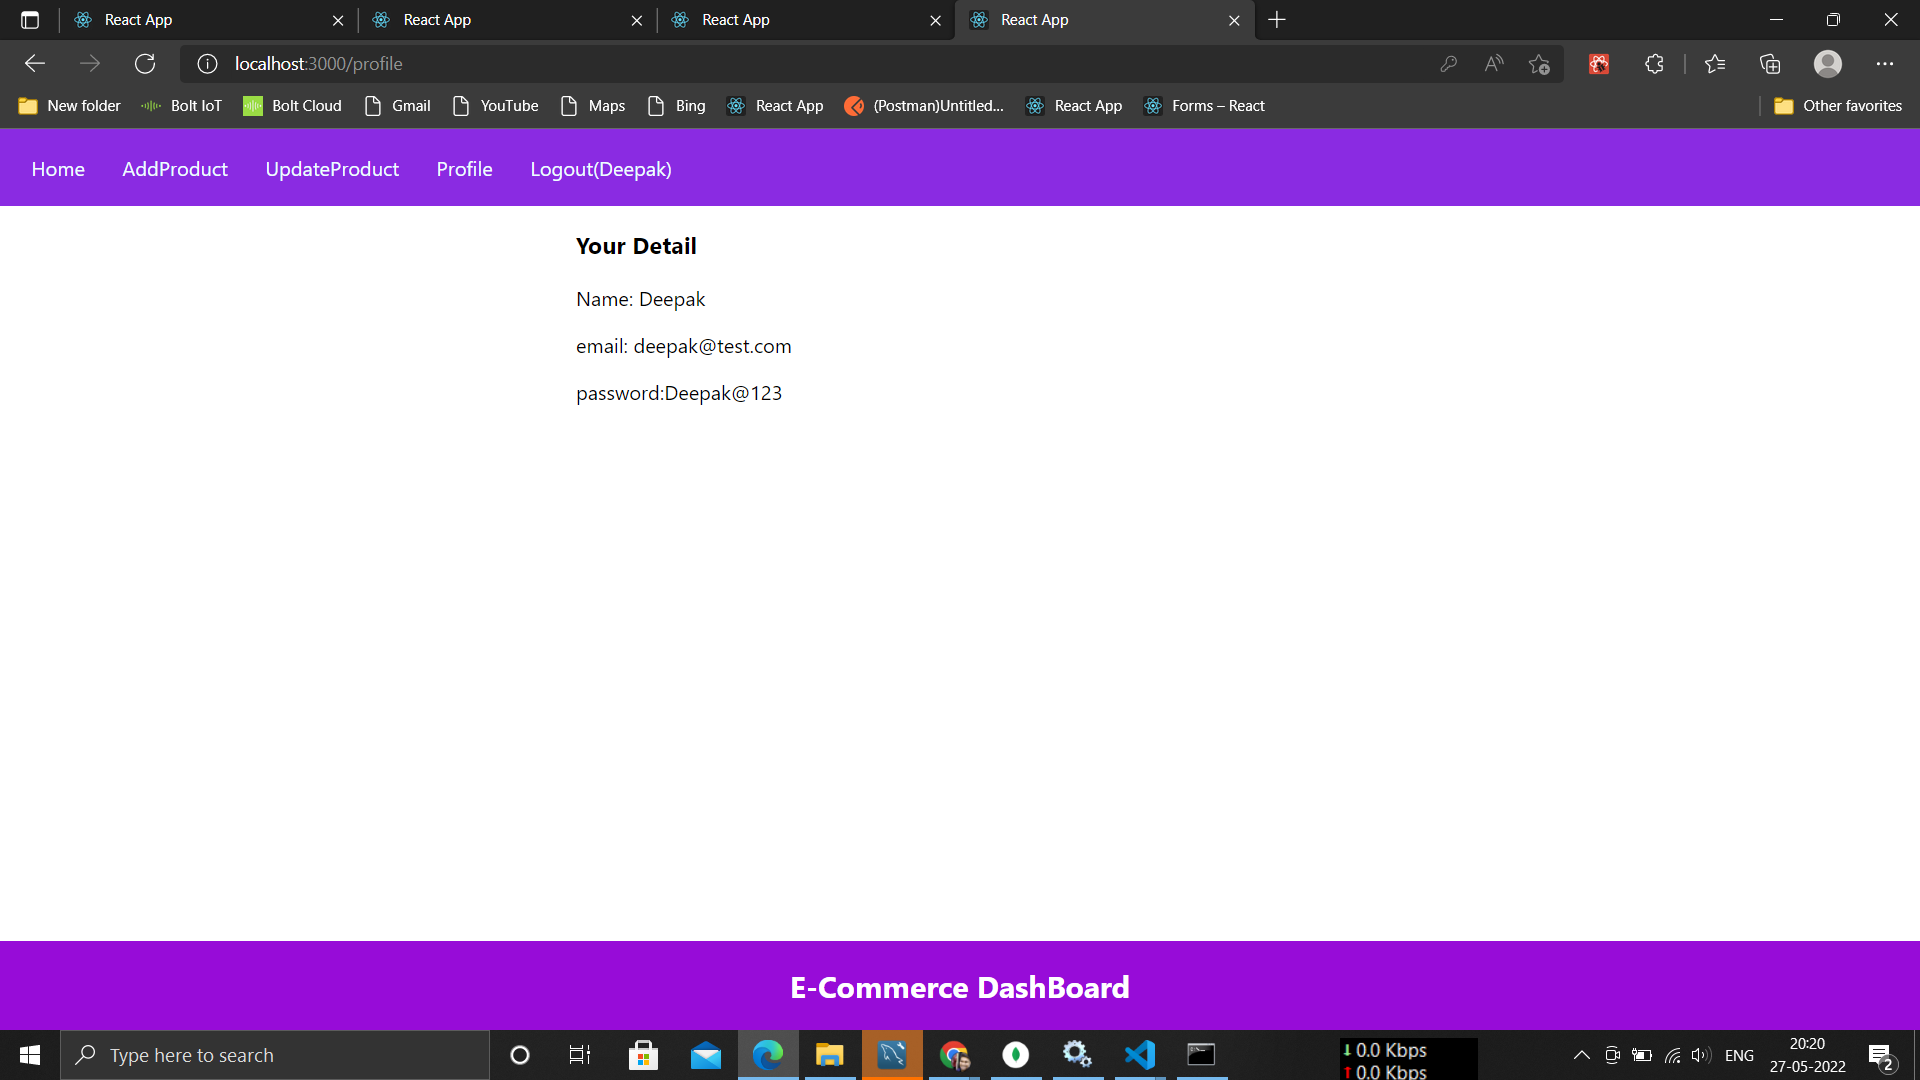 React App React App React App React App
localhost:3000/profile
New folder Bolt IoT Bolt Cloud Gmail YouTube Maps Bing React App (Postman)Untitled... React App Forms – React Other favorites
Home AddProduct UpdateProduct Profile Logout(Deepak)
Your Detail
Name: Deepak
email: deepak@test.com
password:Deepak@123
E-Commerce DashBoard
Type here to search
0.0 Kbps
0.0 Kbps
ENG
20:20
27-05-2022
2